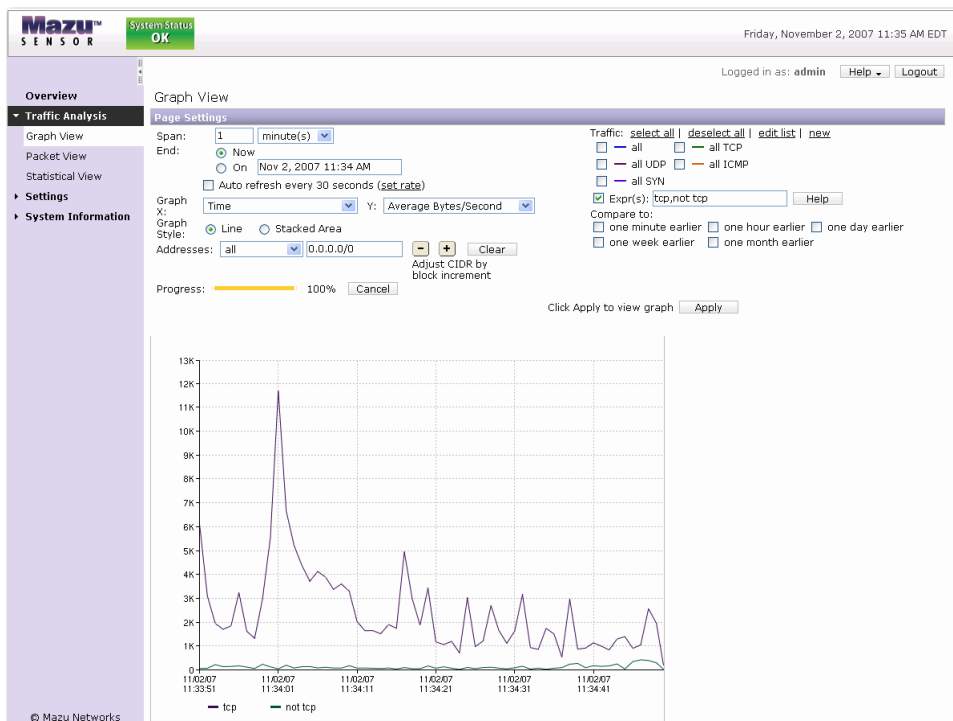 Mazu™
SENSOR
System Status
OK
Friday, November 2, 2007 11:35 AM EDT
Logged in as: admin Help Logout
Overview
Traffic Analysis
Graph View
Packet View
Statistical View
Settings
System Information
© Mazu Networks
Graph View
Page Settings
Span: 1 minute(s)
End: Now
On Nov 2, 2007 11:34 AM
Auto refresh every 30 seconds (set rate)
Graph X: Time Y: Average Bytes/Second
Graph Style: Line Stacked Area
Addresses: all 0.0.0.0/0 - + Clear
Adjust CIDR by
block increment
Progress: 100% Cancel
Traffic: select all | deselect all | edit list | new
all all TCP
all UDP all ICMP
all SYN
Expr(s): tcp,not tcp Help
Compare to:
one minute earlier one hour earlier one day earlier
one week earlier one month earlier
Click Apply to view graph Apply
13K
12K
11K
10K
9K
8K
7K
6K
5K
4K
3K
2K
1K
0
11/02/07 11/02/07 11/02/07 11/02/07 11/02/07 11/02/07
11:33:51 11:34:01 11:34:11 11:34:21 11:34:31 11:34:41
tcp not tcp